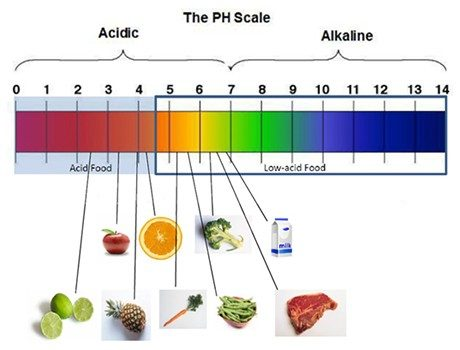 The PH Scale
Acidic
Alkaline
0 1 2 3 4 5 6 7 8 9 10 11 12 13 14
Acid Food
Low-acid Food
milk